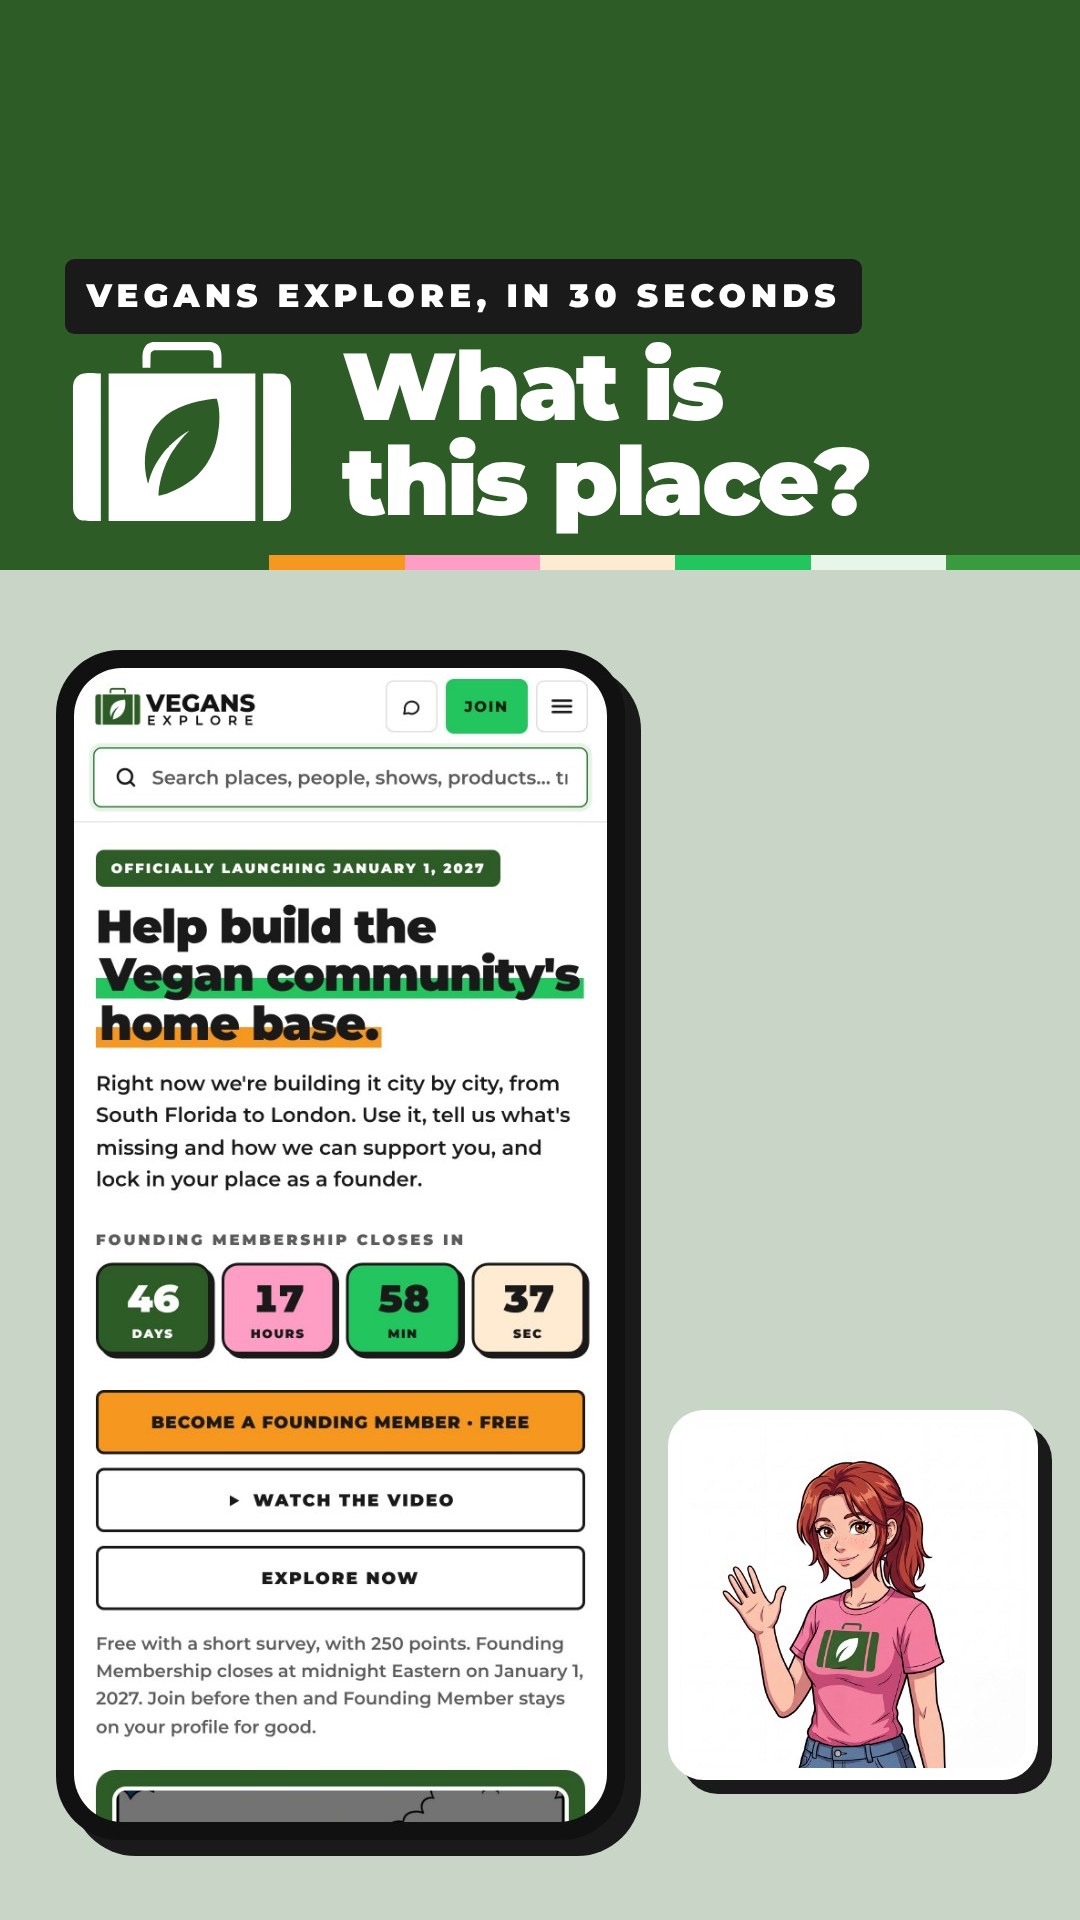 VEGANS EXPLORE, IN 30 SECONDS
What is
this place?
VEGANS
EXPLORE
JOIN
Search places, people, shows, products...
OFFICIALLY LAUNCHING JANUARY 1, 2027
Help build the
Vegan community's
home base.
Right now we're building it city by city, from
South Florida to London. Use it, tell us what's
missing and how we can support you, and
lock in your place as a founder.
FOUNDING MEMBERSHIP CLOSES IN
46 17 58 37
DAYS HOURS MIN SEC
BECOME A FOUNDING MEMBER · FREE
WATCH THE VIDEO
EXPLORE NOW
Free with a short survey, with 250 points. Founding
Membership closes at midnight Eastern on January 1,
2027. Join before then and Founding Member stays
on your profile for good.